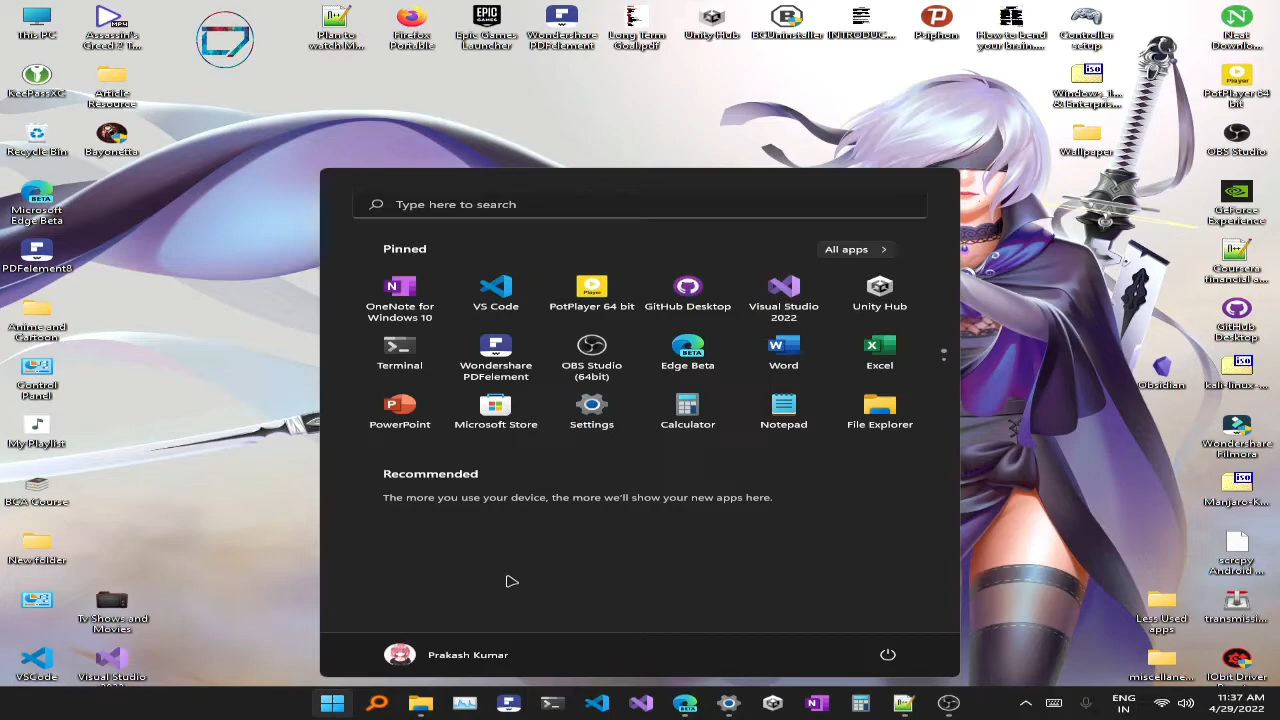 This PC
Assassin's
Creed 2 T...
Plants
watch Mi...
Firefox
Portable
Epic Games
Launcher
Wondershare
PDFelement
Long Term
Goal.pdf
Unity Hub
BCUninstaller
INTRODUC...
Psiphon
How to bend
your brain...
Controller
setup
Neat
Downlo...
KeePassXC
Article
Resource
Windows_1...
& Enterpris...
PotPlayer 64
bit
Recycle Bin
Bayonetta
Wallpaper
OBS Studio
Microsoft
Edge Beta
GeForce
Experience
PDFelement8
Coursera
financial a...
Anime and
Cartoon
GitHub
Desktop
Control
Panel
Obsidian
kali-linux-...
My Playlist
Wondershare
Filmora
BCA Course
Manjaro-K...
New folder
scrcpy
Android ...
Tv Shows and
Movies
Less Used
apps
transmissi...
VSCode
Visual Studio
miscellane...
IObit Driver
Type here to search
Pinned
All apps
OneNote for
Windows 10
VS Code
PotPlayer 64 bit
GitHub Desktop
Visual Studio
2022
Unity Hub
Terminal
Wondershare
PDFelement
OBS Studio
(64bit)
Edge Beta
Word
Excel
PowerPoint
Microsoft Store
Settings
Calculator
Notepad
File Explorer
Recommended
The more you use your device, the more we'll show your new apps here.
Prakash Kumar
ENG
IN
11:37 AM
4/29/2022